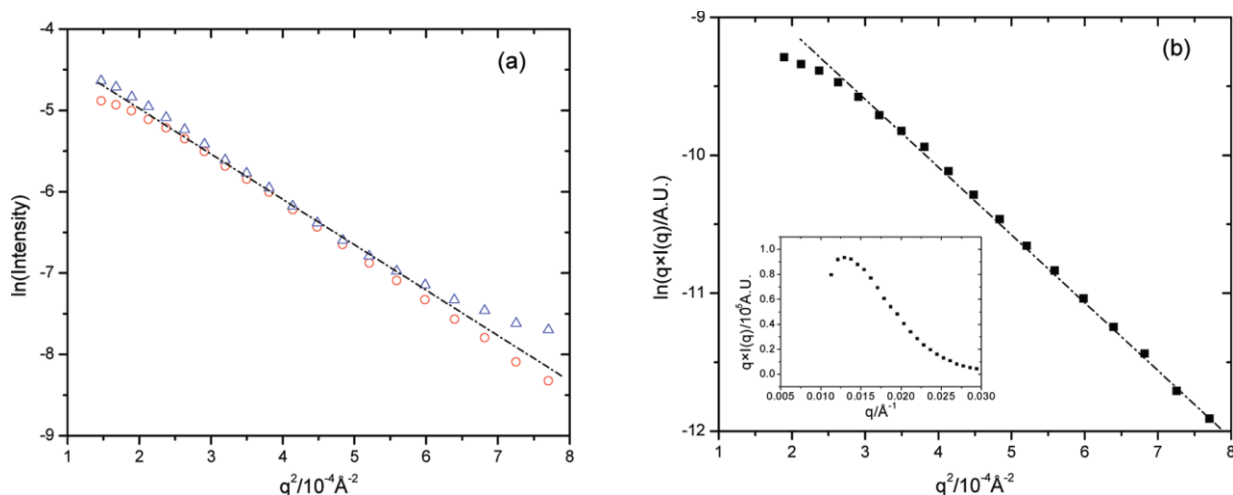 (a)
ln(Intensity)
-4
-5
-6
-7
-8
-9
1 2 3 4 5 6 7 8
q²/10⁻⁴Å⁻²
(b)
ln(q×I(q)/A.U.)
-9
-10
-11
-12
1 2 3 4 5 6 7 8
q²/10⁻⁴Å⁻²
q×I(q)/10⁵A.U.
1.0
0.8
0.6
0.4
0.2
0.0
0.005 0.010 0.015 0.020 0.025 0.030
q/Å⁻¹